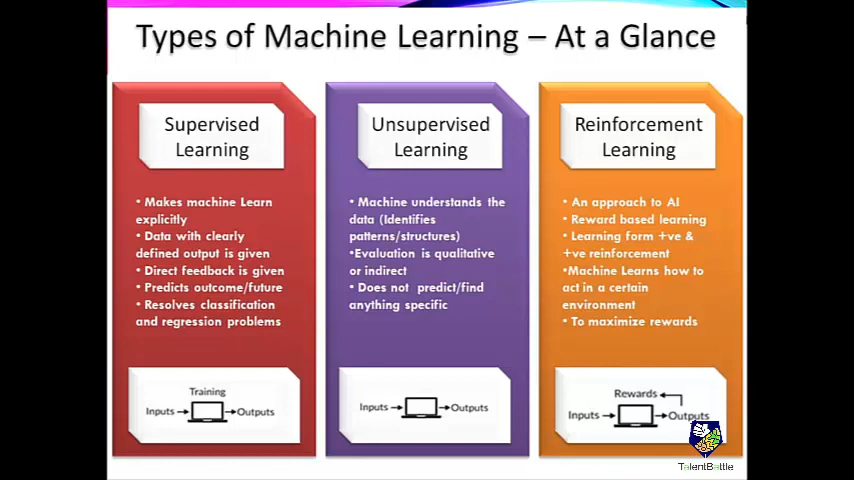 Types of Machine Learning – At a Glance
Supervised
Learning
• Makes machine Learn
explicitly
• Data with clearly
defined output is given
• Direct feedback is given
• Predicts outcome/future
• Resolves classification
and regression problems
Training
Inputs
Outputs
Unsupervised
Learning
• Machine understands the
data (Identifies
patterns/structures)
•Evaluation is qualitative
or indirect
• Does not predict/find
anything specific
Inputs
Outputs
Reinforcement
Learning
• An approach to AI
• Reward based learning
• Learning form +ve &
+ve reinforcement
•Machine Learns how to
act in a certain
environment
• To maximize rewards
Rewards
Inputs
Outputs
TalentBattle